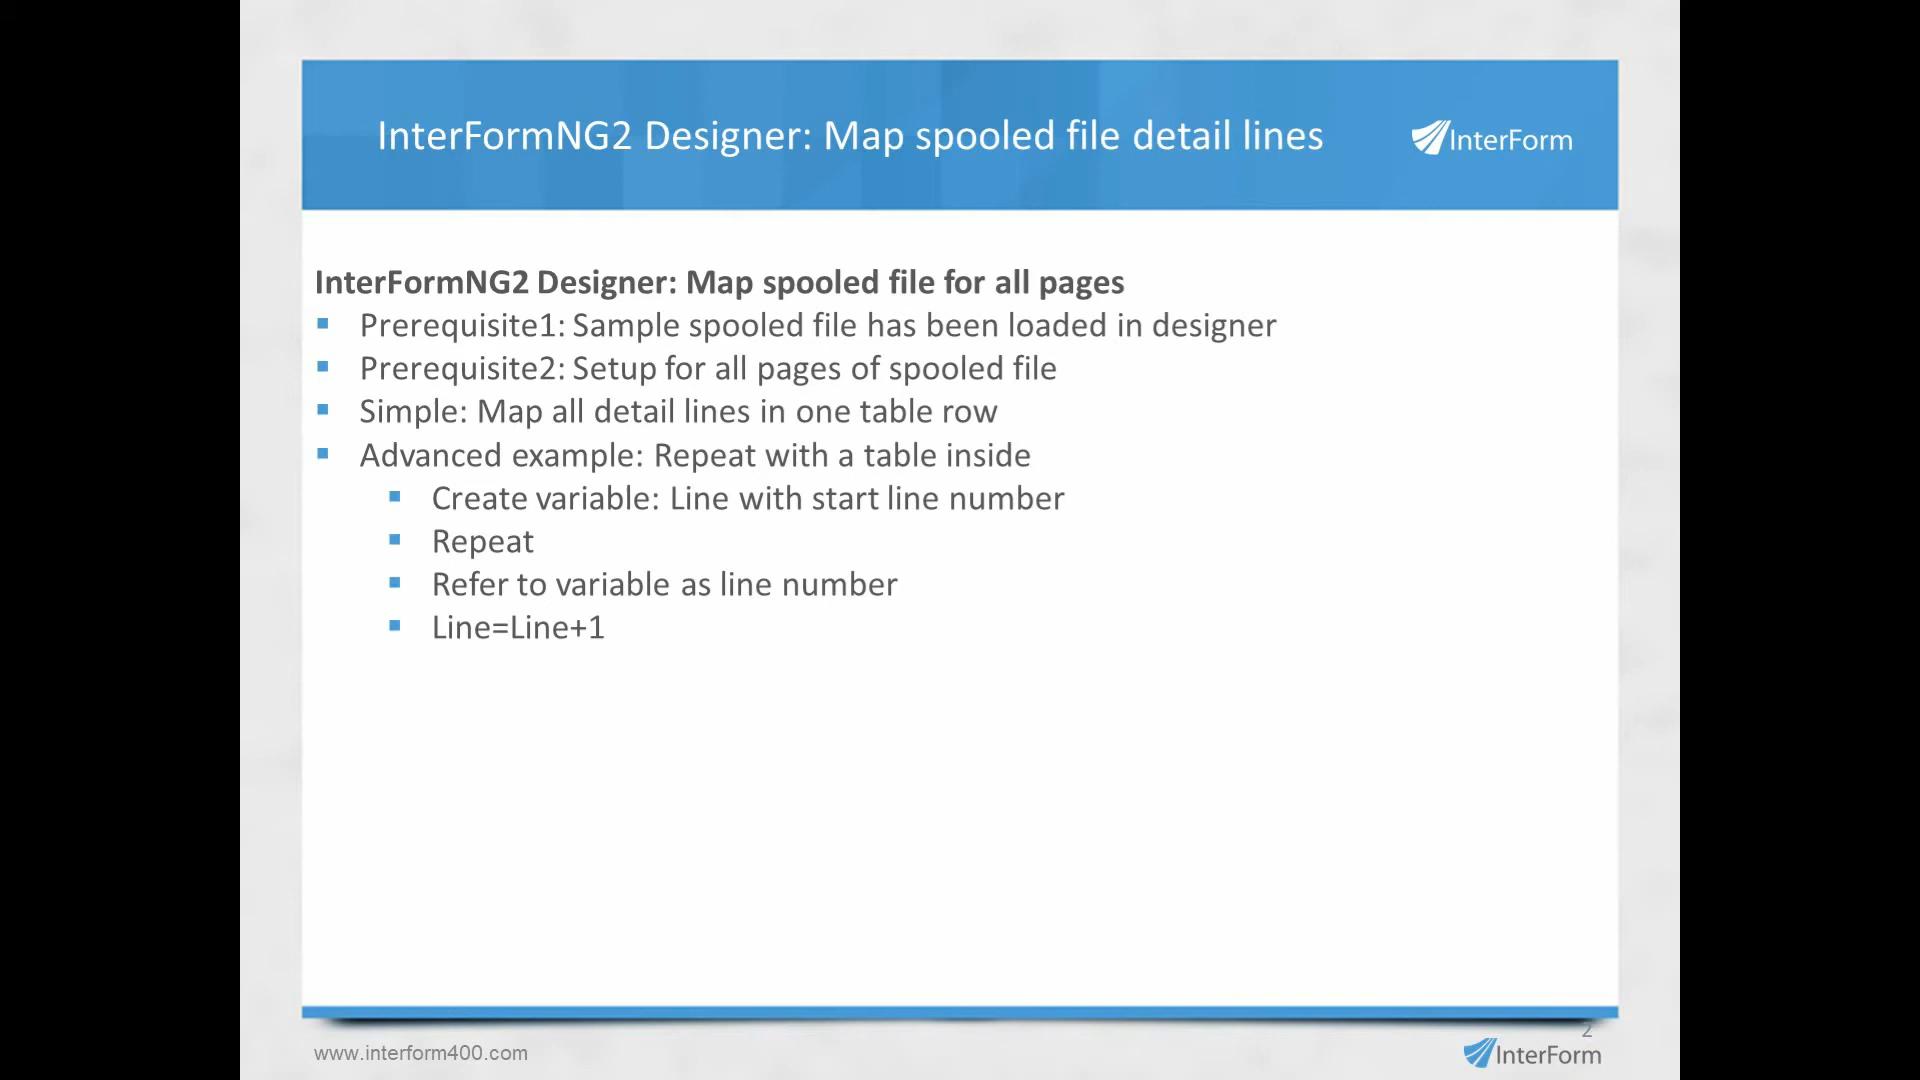 InterFormNG2 Designer: Map spooled file detail lines
InterForm
InterFormNG2 Designer: Map spooled file for all pages
Prerequisite1: Sample spooled file has been loaded in designer
Prerequisite2: Setup for all pages of spooled file
Simple: Map all detail lines in one table row
Advanced example: Repeat with a table inside
Create variable: Line with start line number
Repeat
Refer to variable as line number
Line=Line+1
2
www.interform400.com
InterForm